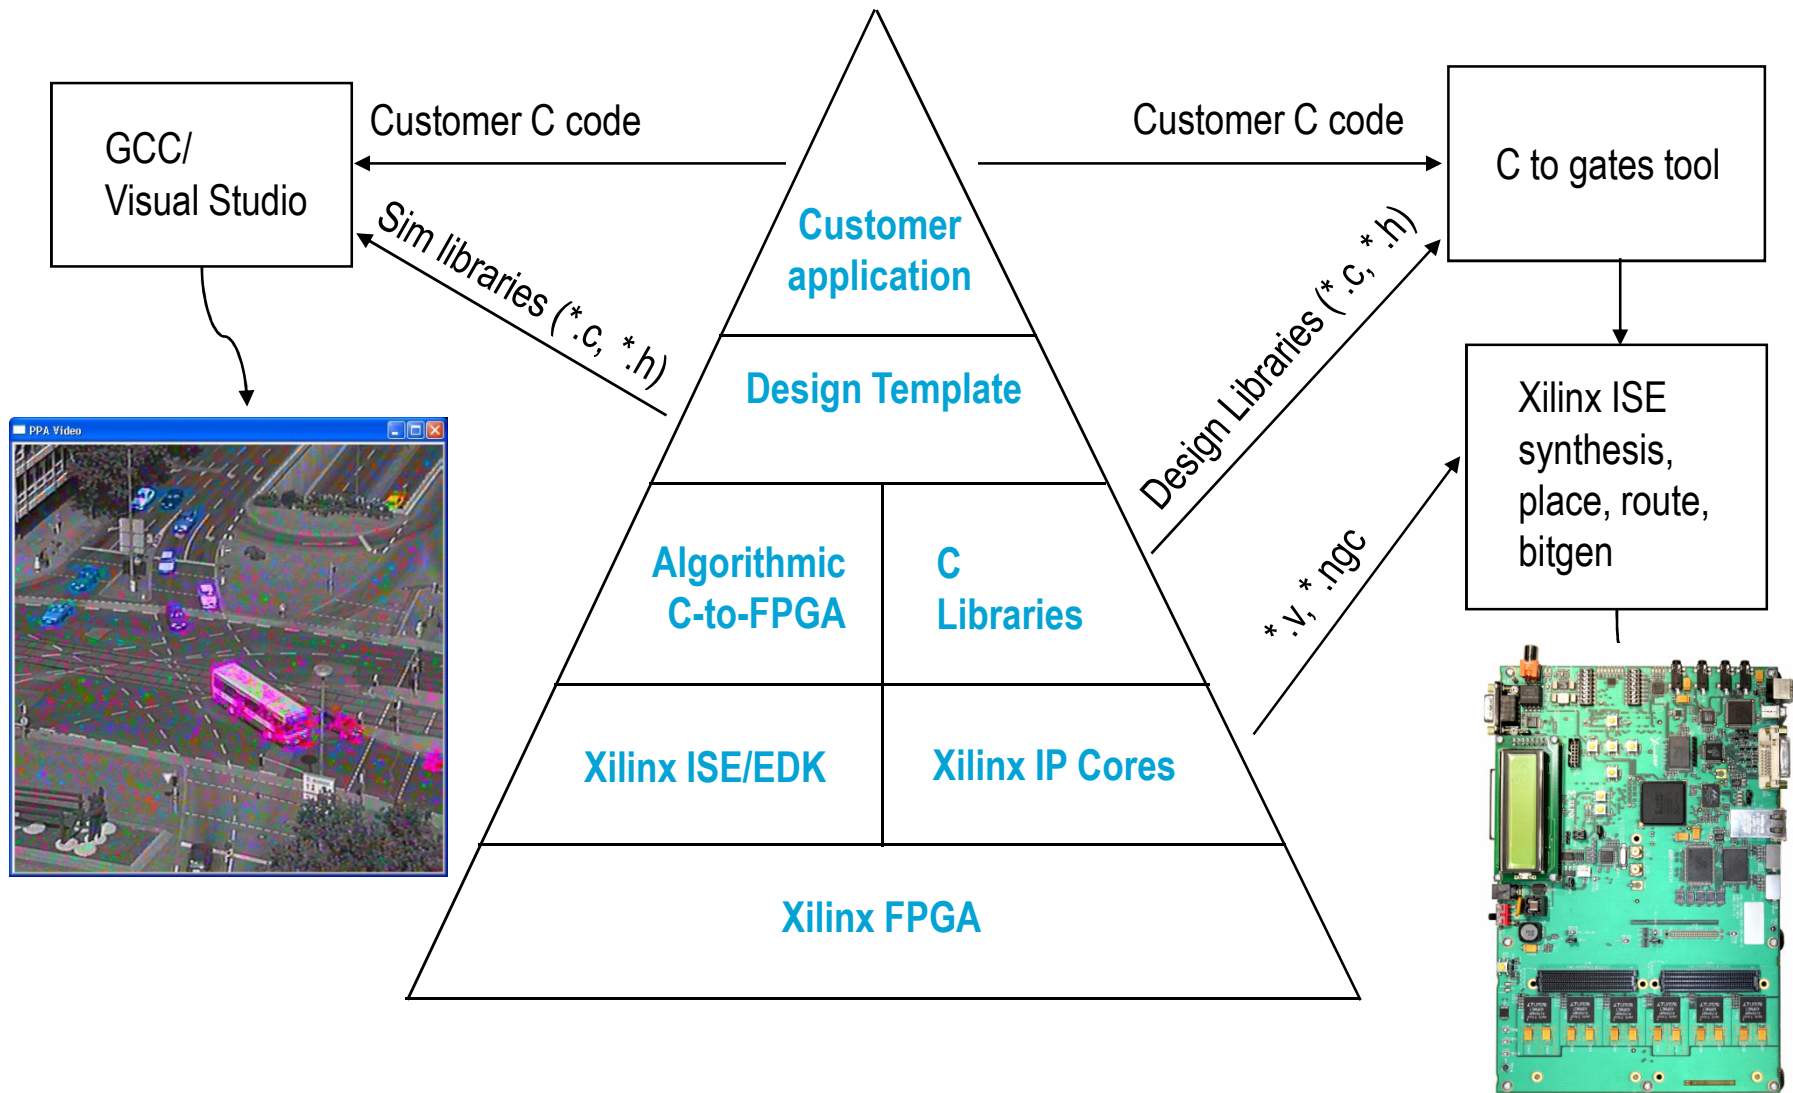 Customer C code
Customer C code
GCC/
Visual Studio
C to gates tool
Sim libraries (*.c, *.h)
Customer
application
Design Libraries (*.c, *.h)
Design Template
Xilinx ISE
synthesis,
place, route,
bitgen
PPA Video
Algorithmic
C-to-FPGA
C
Libraries
*.v, *.ngc
Xilinx ISE/EDK
Xilinx IP Cores
Xilinx FPGA